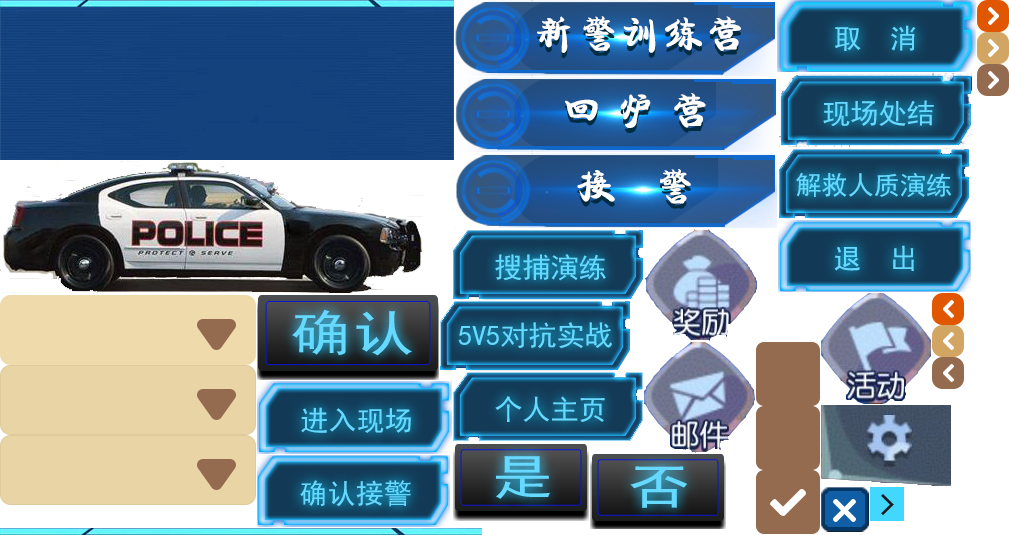 新警训练营
取 消
回炉营
现场处结
POLICE
PROTECT & SERVE
接 警
解救人质演练
搜捕演练
退 出
奖励
确认
5V5对抗实战
活动
进入现场
个人主页
邮件
确认接警
是
否